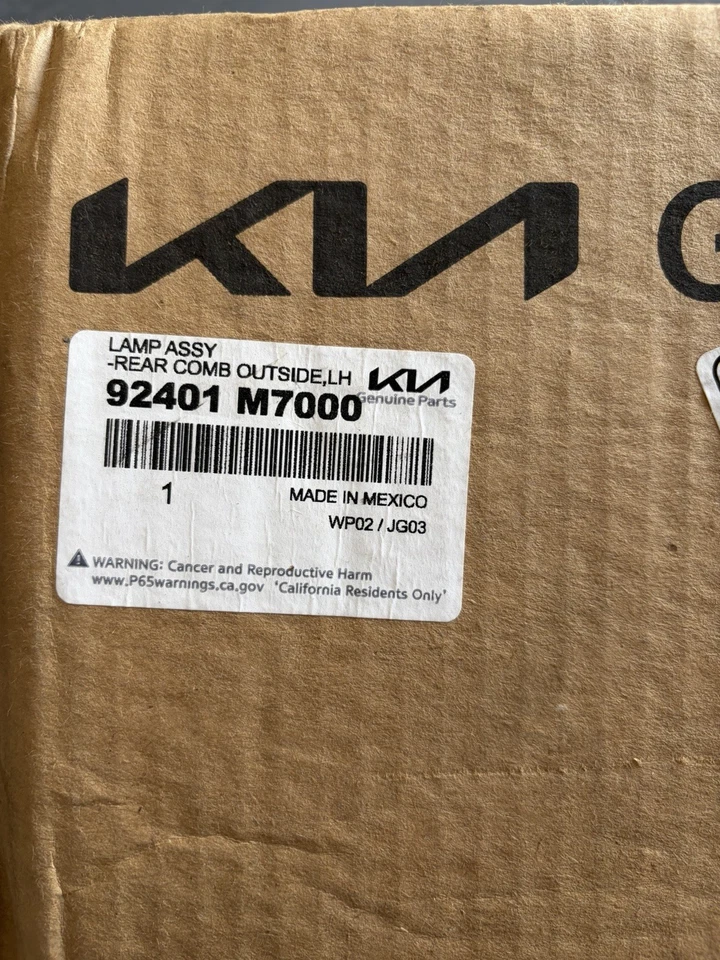 KIA G
LAMP ASSY
-REAR COMB OUTSIDE,LH KIA
92401 M7000 Genuine Parts
1 MADE IN MEXICO
WP02 / JG03
WARNING: Cancer and Reproductive Harm
www.P65warnings.ca.gov 'California Residents Only'